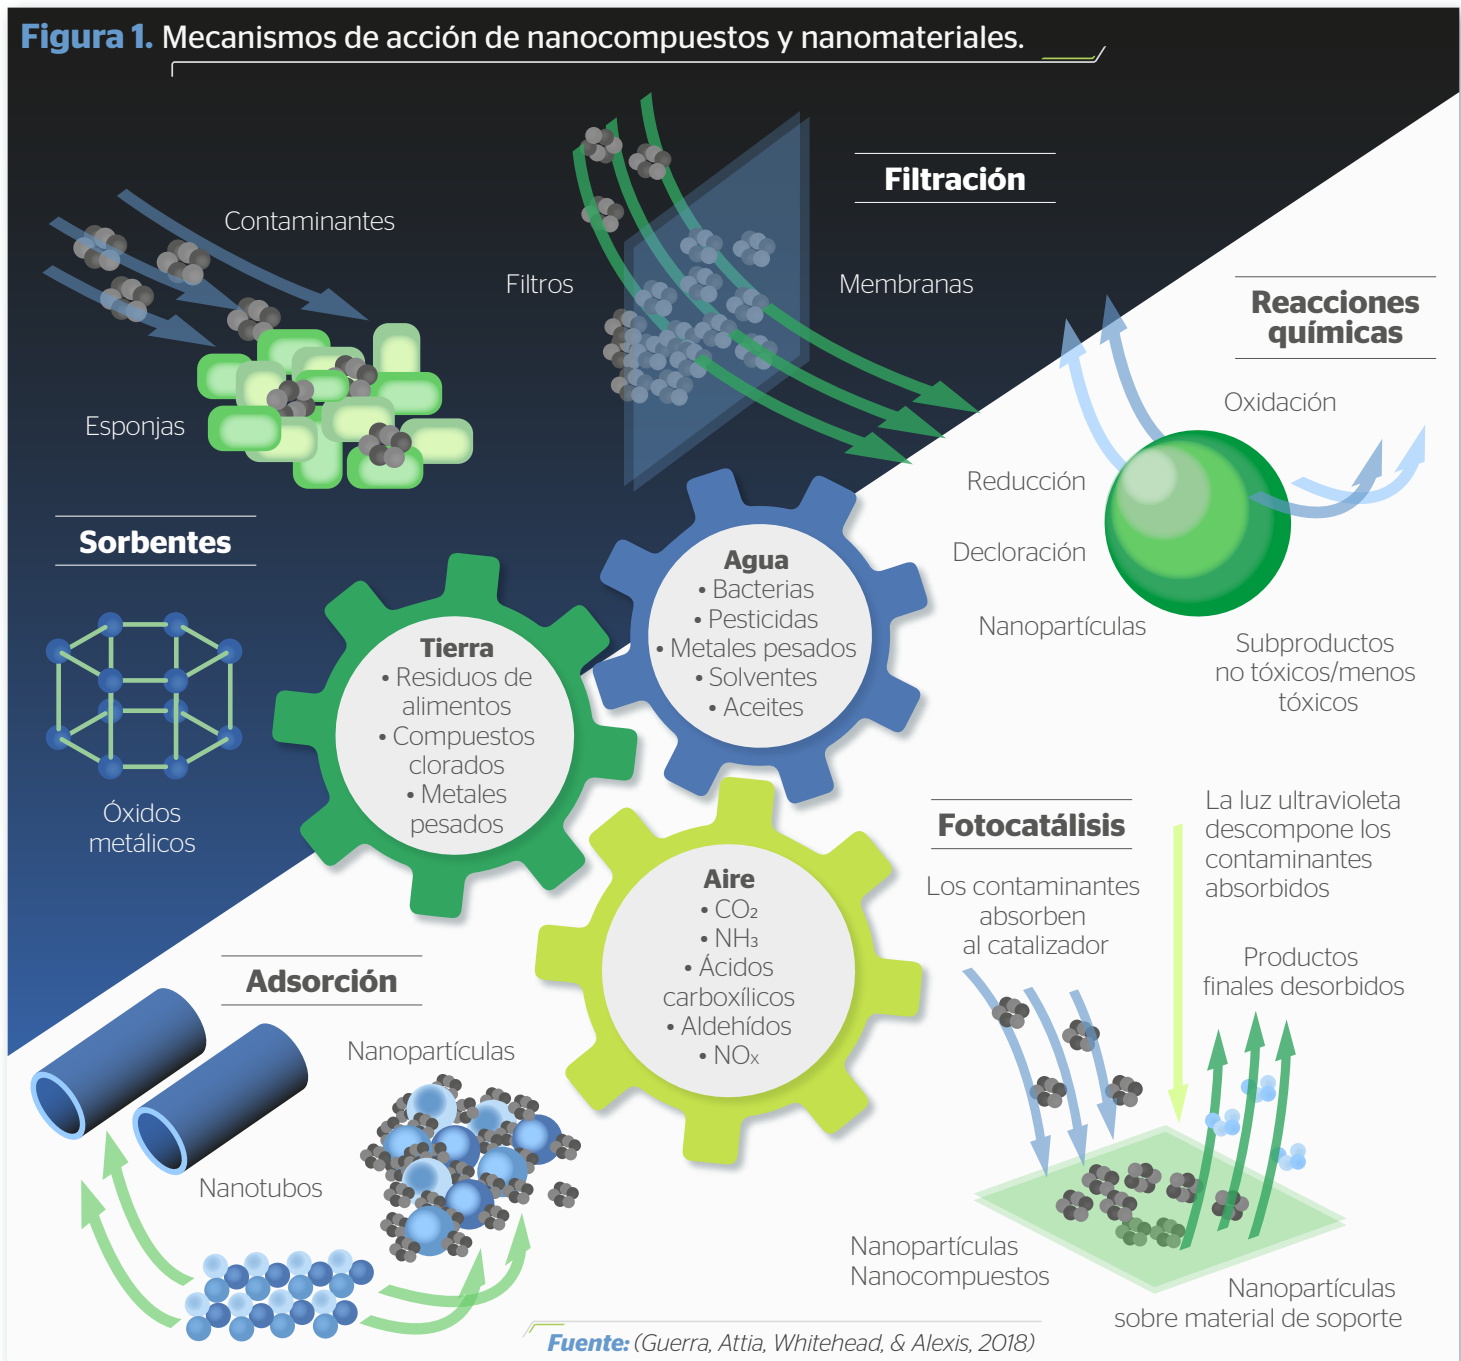 Figura 1. Mecanismos de acción de nanocompuestos y nanomateriales.
Filtración
Contaminantes
Filtros
Membranas
Esponjas
Sorbentes
Óxidos
metálicos
Reacciones
químicas
Oxidación
Reducción
Decloración
Nanopartículas
Subproductos
no tóxicos/menos
tóxicos
Agua
• Bacterias
• Pesticidas
• Metales pesados
• Solventes
• Aceites
Tierra
• Residuos de
alimentos
• Compuestos
clorados
• Metales
pesados
Aire
• CO₂
• NH₃
• Ácidos
carboxílicos
• Aldehídos
• NOₓ
Fotocatálisis
Los contaminantes
absorben
al catalizador
La luz ultravioleta
descompone los
contaminantes
absorbidos
Productos
finales desorbidos
Nanopartículas
Nanocompuestos
Nanopartículas
sobre material de soporte
Adsorción
Nanopartículas
Nanotubos
Fuente: (Guerra, Attia, Whitehead, & Alexis, 2018)